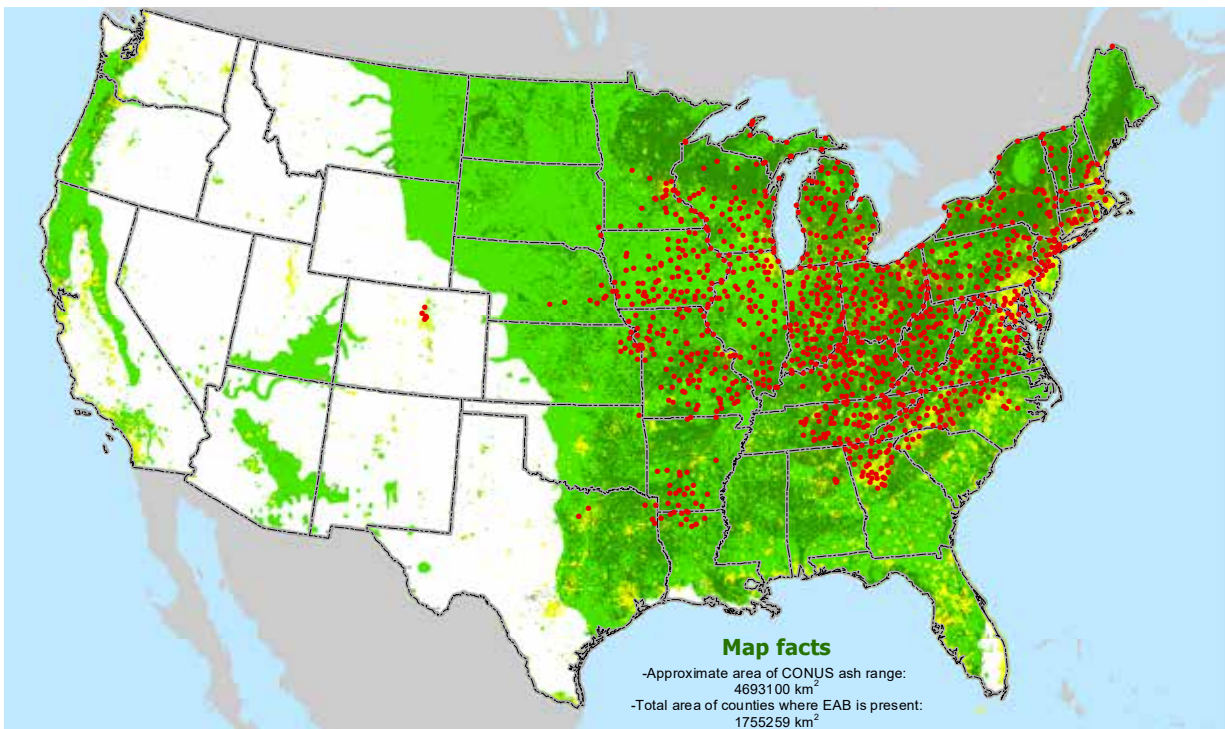 Map facts
-Approximate area of CONUS ash range:
4693100 km²
-Total area of counties where EAB is present:
1755259 km²